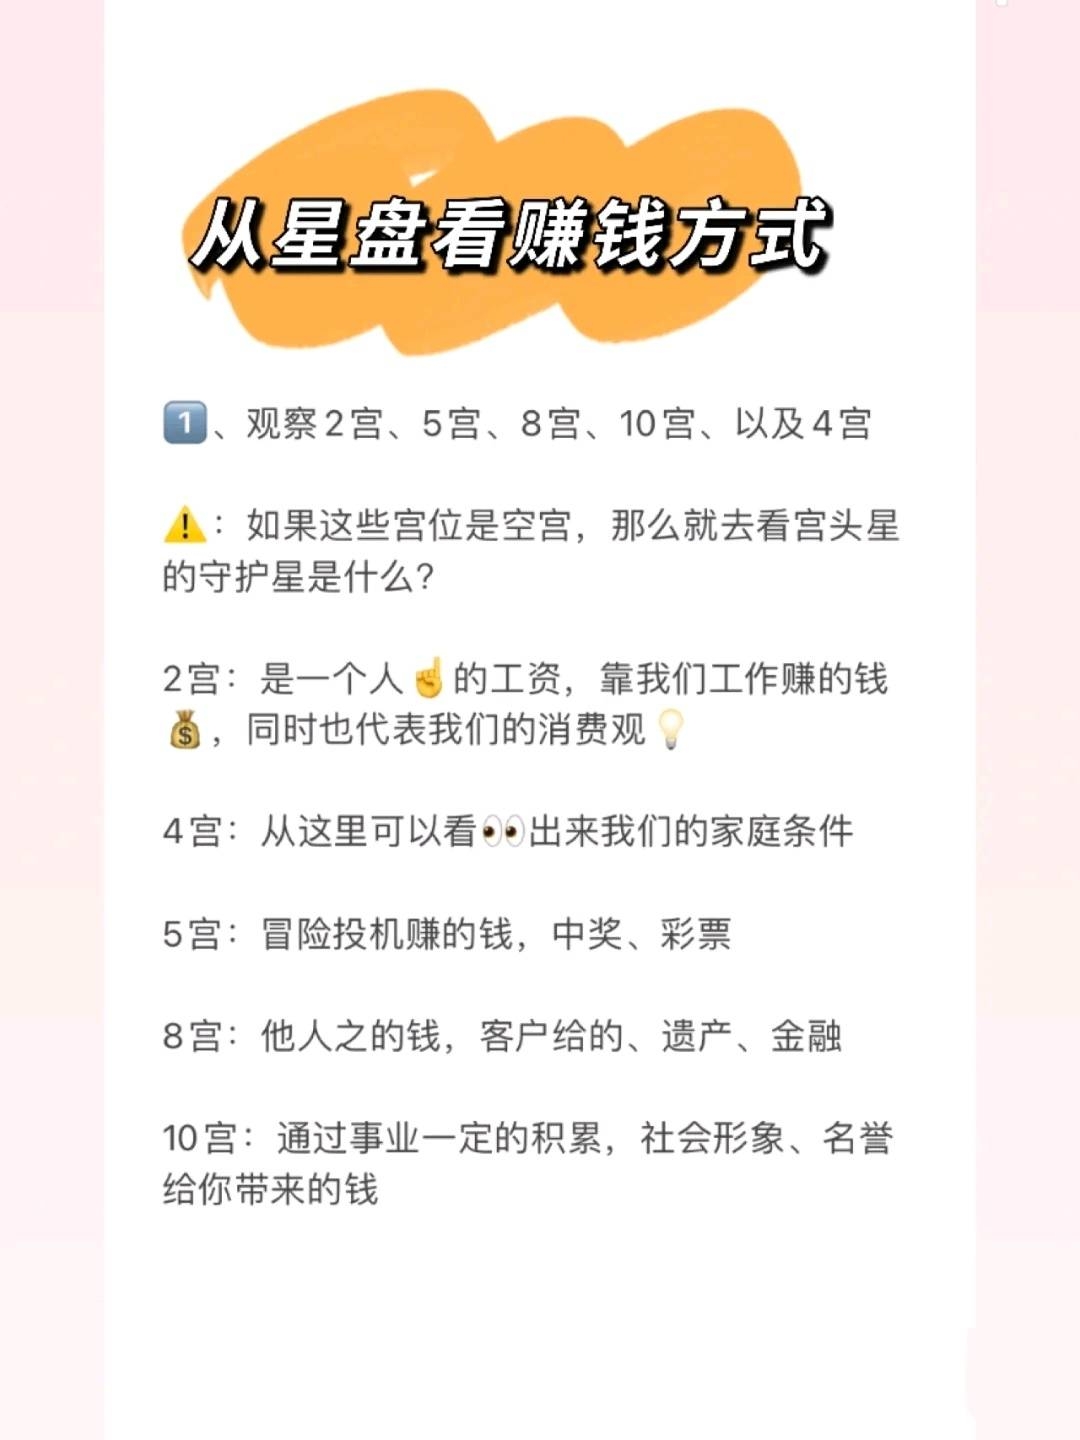 从星盘看赚钱方式
1️⃣、观察2宫、5宫、8宫、10宫、以及4宫
⚠️：如果这些宫位是空宫，那么就去看宫头星
的守护星是什么？
2宫：是一个人☝️的工资，靠我们工作赚的钱
💰，同时也代表我们的消费观💡
4宫：从这里可以看👀出来我们的家庭条件
5宫：冒险投机赚的钱，中奖、彩票
8宫：他人之的钱，客户给的、遗产、金融
10宫：通过事业一定的积累，社会形象、名誉
给你带来的钱